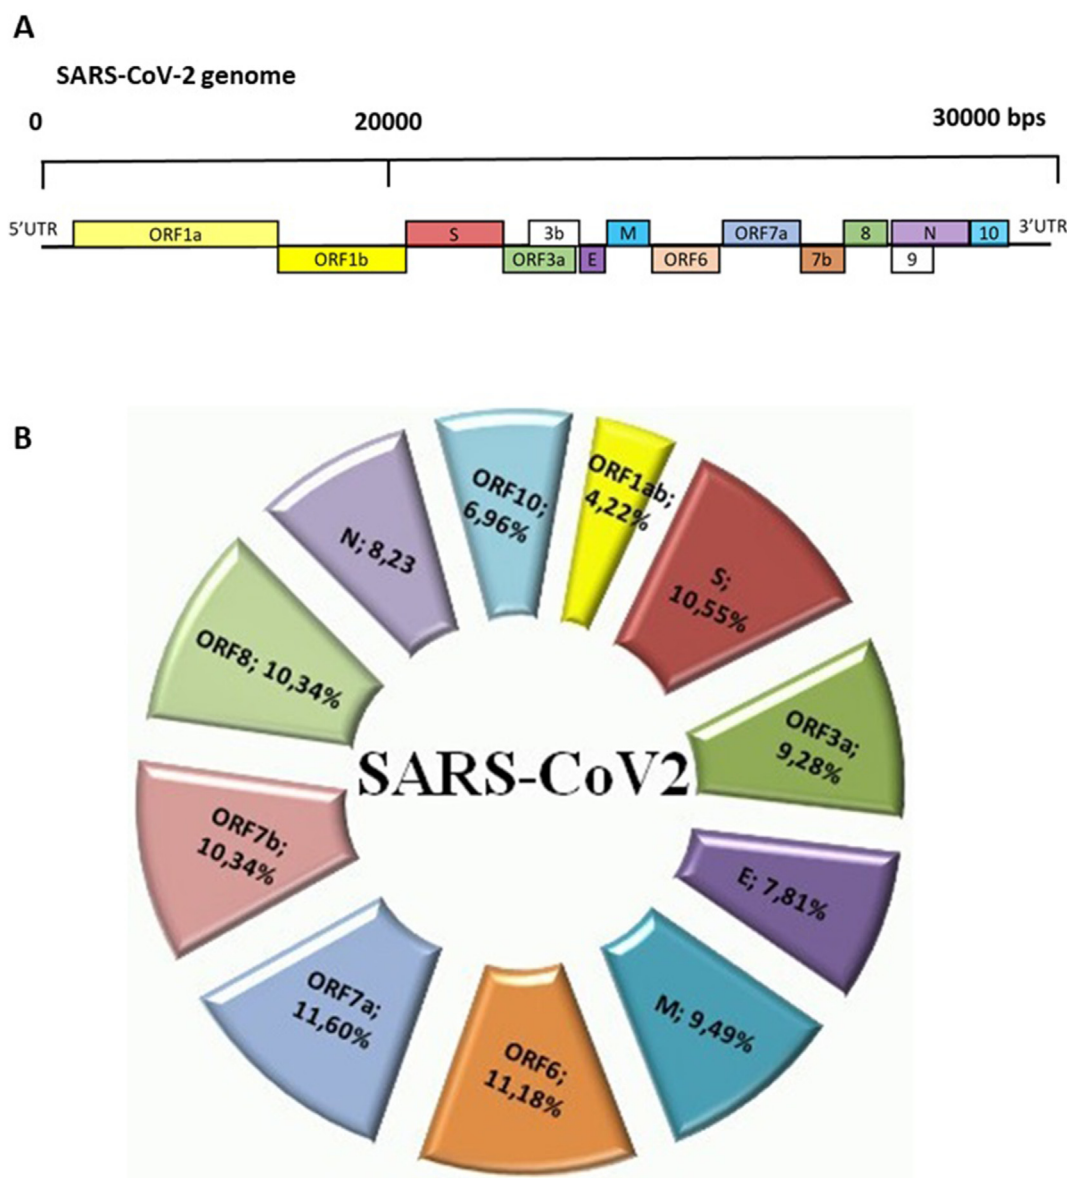 A
SARS-CoV-2 genome
0 20000 30000 bps
5'UTR ORF1a S 3b M ORF7a 8 N 10 3'UTR
ORF1b ORF3a E ORF6 7b 9
B
ORF10;
6,96%
ORF1ab;
4,22%
S;
10,55%
ORF3a;
9,28%
E; 7,81%
M; 9,49%
ORF6;
11,18%
ORF7a;
11,60%
ORF7b;
10,34%
ORF8; 10,34%
N; 8,23
SARS-CoV2